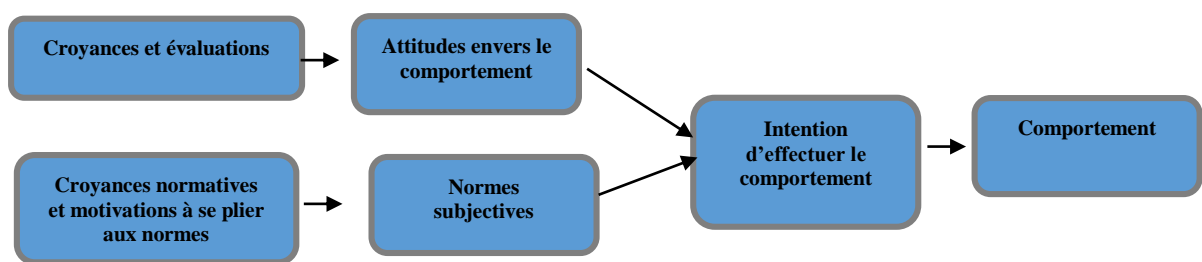 Croyances et évaluations
Attitudes envers le
comportement
Croyances normatives
et motivations à se plier
aux normes
Normes
subjectives
Intention
d'effectuer le
comportement
Comportement